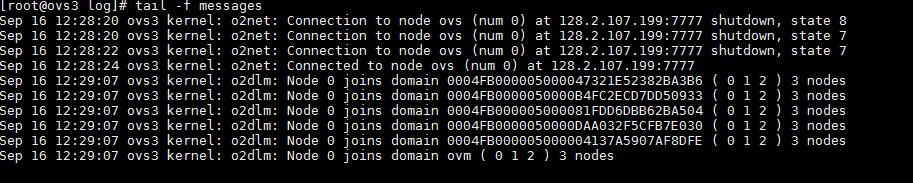 [root@ovs3 log]# tail -f messages
Sep 16 12:28:20 ovs3 kernel: o2net: Connection to node ovs (num 0) at 128.2.107.199:7777 shutdown, state 8
Sep 16 12:28:20 ovs3 kernel: o2net: Connection to node ovs (num 0) at 128.2.107.199:7777 shutdown, state 7
Sep 16 12:28:22 ovs3 kernel: o2net: Connection to node ovs (num 0) at 128.2.107.199:7777 shutdown, state 7
Sep 16 12:28:24 ovs3 kernel: o2net: Connected to node ovs (num 0) at 128.2.107.199:7777
Sep 16 12:29:07 ovs3 kernel: o2dlm: Node 0 joins domain 0004FB000005000047321E52382BA3B6 ( 0 1 2 ) 3 nodes
Sep 16 12:29:07 ovs3 kernel: o2dlm: Node 0 joins domain 0004FB0000050000B4FC2ECD7DD50933 ( 0 1 2 ) 3 nodes
Sep 16 12:29:07 ovs3 kernel: o2dlm: Node 0 joins domain 0004FB000005000081FDD6DBB62BA504 ( 0 1 2 ) 3 nodes
Sep 16 12:29:07 ovs3 kernel: o2dlm: Node 0 joins domain 0004FB0000050000DAA032F5CFB7E030 ( 0 1 2 ) 3 nodes
Sep 16 12:29:07 ovs3 kernel: o2dlm: Node 0 joins domain 0004FB00000500004137A5907AF8DFE ( 0 1 2 ) 3 nodes
Sep 16 12:29:07 ovs3 kernel: o2dlm: Node 0 joins domain ovm ( 0 1 2 ) 3 nodes